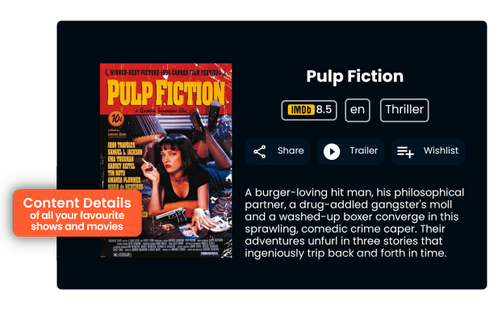 Pulp Fiction
IMDb 8.5
en
Thriller
Share
Trailer
Wishlist
A burger-loving hit man, his philosophical
partner, a drug-addled gangster's moll
and a washed-up boxer converge in this
sprawling, comedic crime caper. Their
adventures unfurl in three stories that
ingeniously trip back and forth in time.
WINNER-BEST PICTURE-1994 CANNES FILM FESTIVAL
PULP FICTION
a Quentin Tarantino film
10¢
JOHN TRAVOLTA
SAMUEL L. JACKSON
UMA THURMAN
HARVEY KEITEL
TIM ROTH
AMANDA PLUMMER
MARIA de MEDEIROS
MIRAMAX
Content Details
of all your favourite
shows and movies